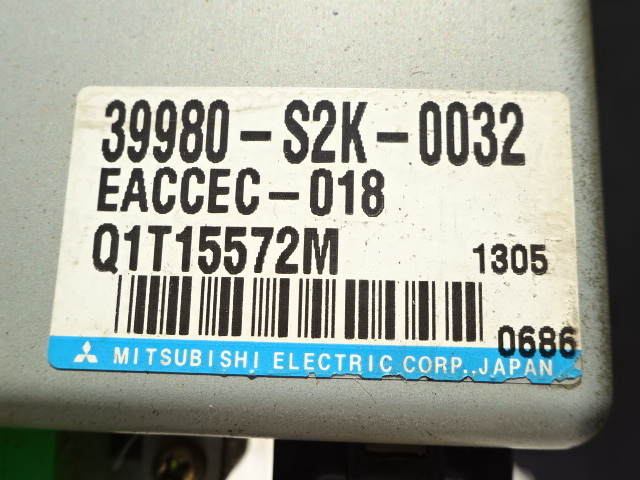 39980-S2K-0032
EACCEC-018
Q1T15572M 1305
0686
MITSUBISHI ELECTRIC CORP., JAPAN